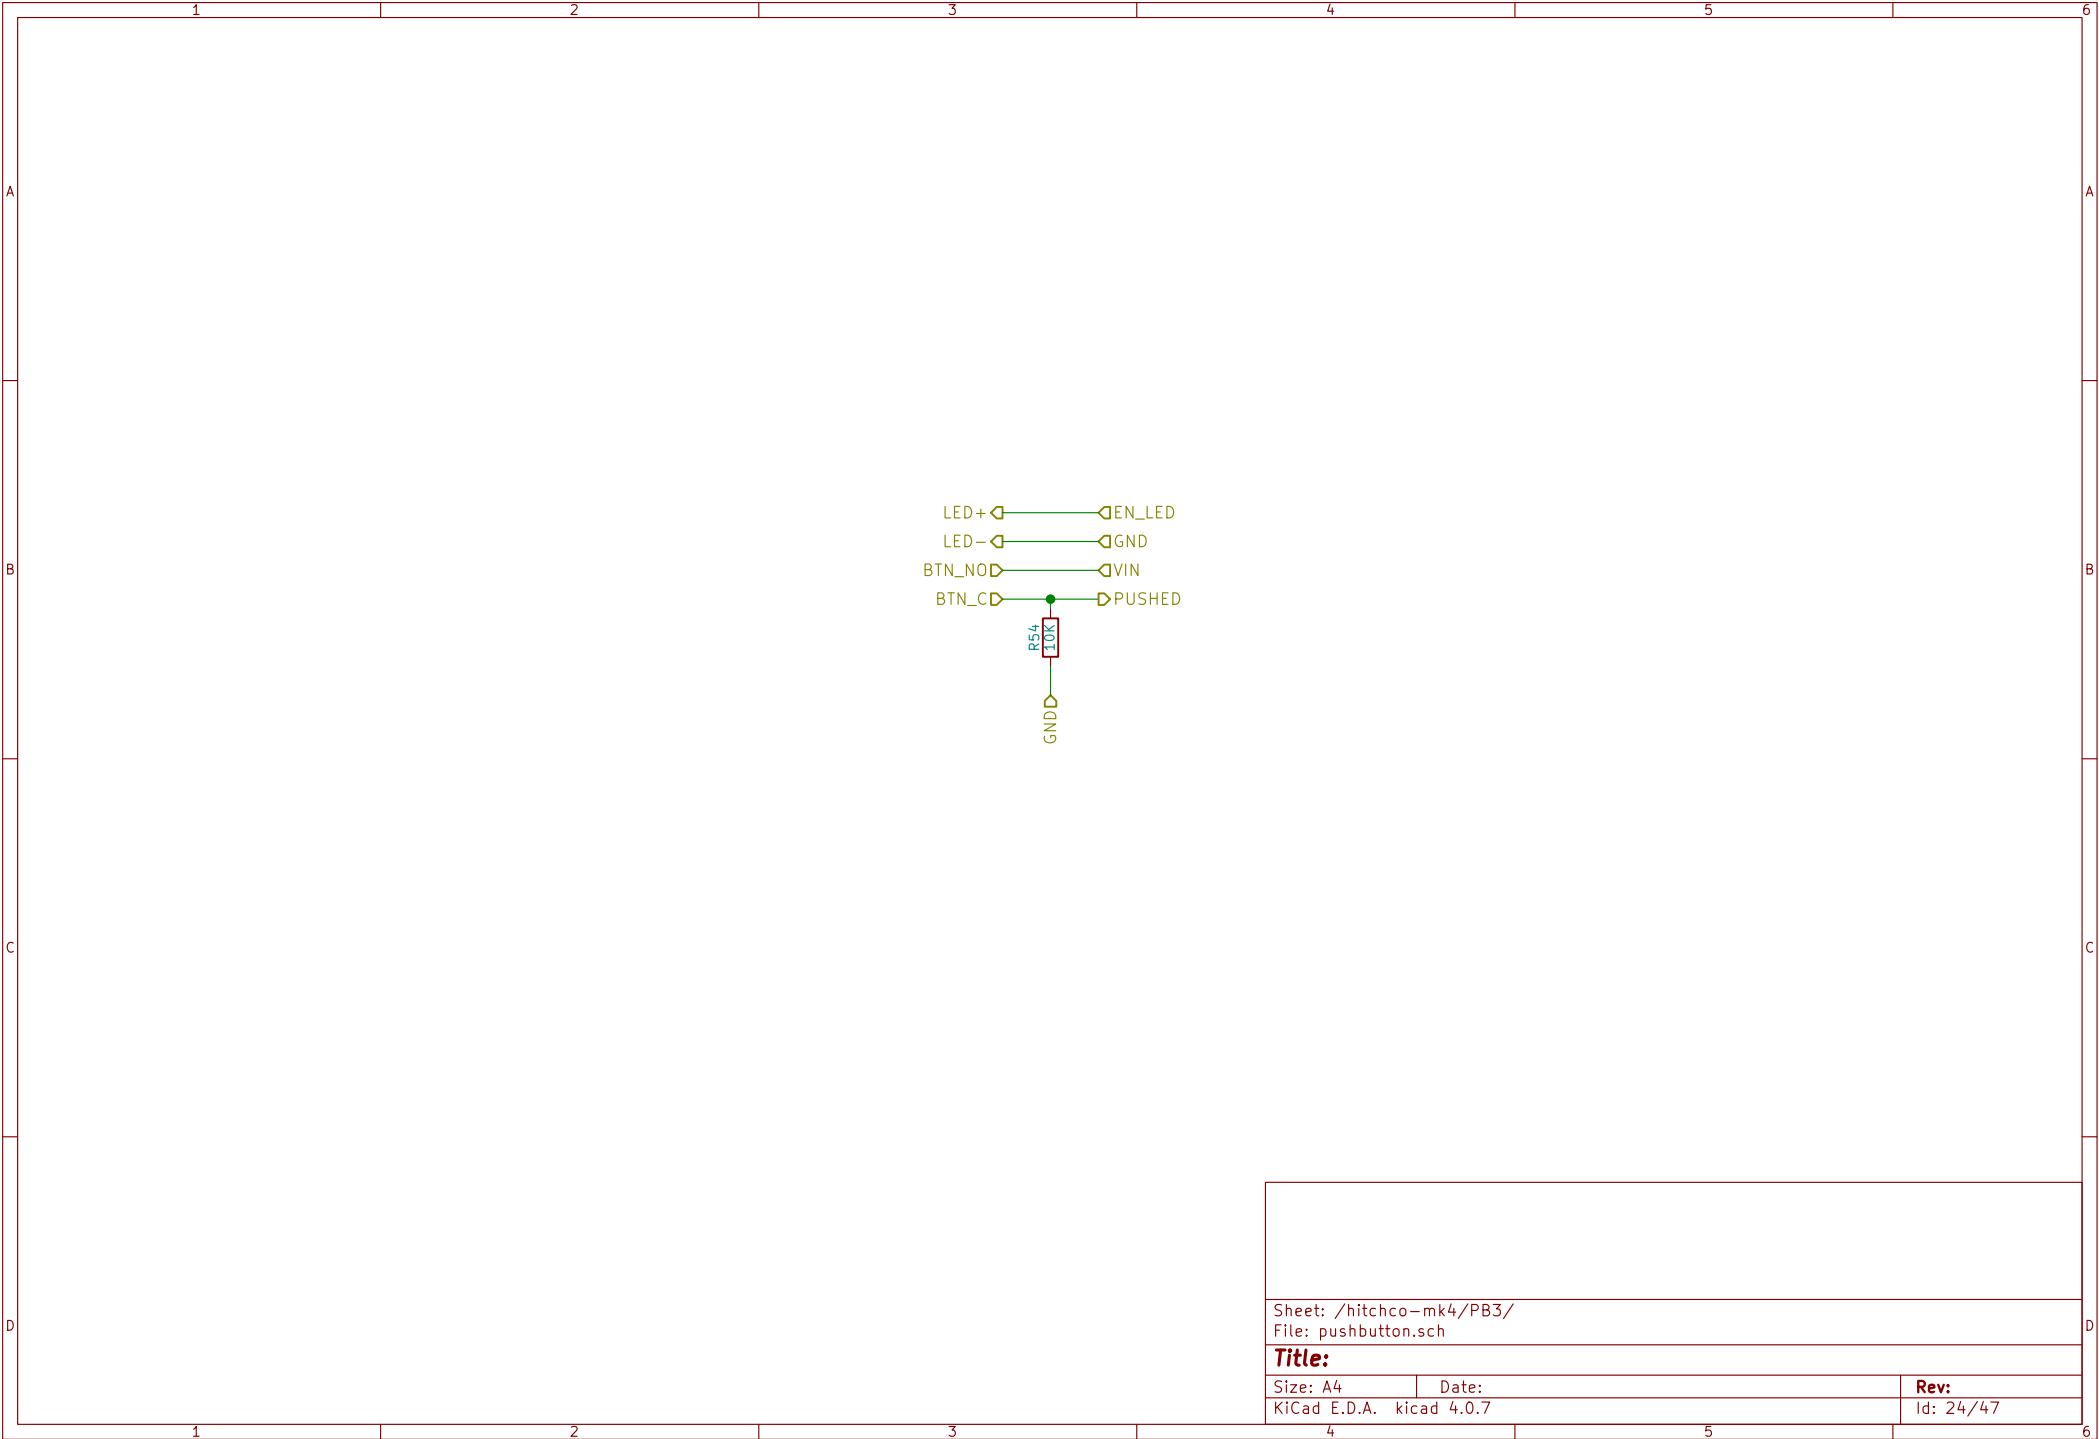 1 2 3 4 5 6
A A
LED+ EN_LED
LED- GND
B BTN_NO VIN B
BTN_C PUSHED
R54
10K
GND
C C
Sheet: /hitchco-mk4/PB3/
D File: pushbutton.sch D
Title:
Size: A4 Date: Rev:
KiCad E.D.A. kicad 4.0.7 Id: 24/47
1 2 3 4 5 6